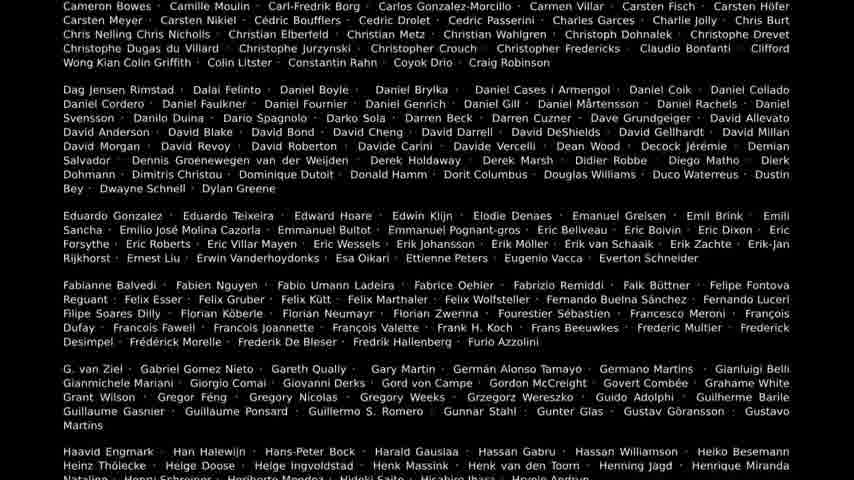 Cameron Bowes · Camille Moulin · Carl-Fredrik Borg · Carlos Gonzalez-Morcillo · Carmen Villar · Carsten Fisch · Carsten Höfer
Carsten Meyer · Carsten Nikiel · Cédric Boufflers · Cedric Drolet · Cedric Passerini · Charles Garces · Charlie Jolly · Chris Burt
Chris Nelling Chris Nicholls · Christian Elberfeld · Christian Metz · Christian Wahlgren · Christoph Dohnalek · Christophe Drevet
Christophe Dugas du Villard · Christophe Jurzynski · Christopher Crouch · Christopher Fredericks · Claudio Bonfanti · Clifford
Wong Kian Colin Griffith · Colin Litster · Constantin Rahn · Coyok Drio · Craig Robinson
Dag Jensen Rimstad · Dalai Felinto · Daniel Boyle · Daniel Brylka · Daniel Cases i Armengol · Daniel Coik · Daniel Collado
Daniel Cordero · Daniel Faulkner · Daniel Fournier · Daniel Genrich · Daniel Gill · Daniel Mårtensson · Daniel Rachels · Daniel
Svensson · Danilo Duina · Dario Spagnolo · Darko Sola · Darren Beck · Darren Cuzner · Dave Grundgeiger · David Allevato
David Anderson · David Blake · David Bond · David Cheng · David Darrell · David DeShields · David Gellhardt · David Millan
David Morgan · David Revoy · David Roberton · Davide Carini · Davide Vercelli · Dean Wood · Decock Jérémie · Demian
Salvador · Dennis Groenewegen van der Weijden · Derek Holdaway · Derek Marsh · Didier Robbe · Diego Matho · Dierk
Dohmann · Dimitris Christou · Dominique Dutoit · Donald Hamm · Dorit Columbus · Douglas Williams · Duco Waterreus · Dustin
Bey · Dwayne Schnell · Dylan Greene
Eduardo Gonzalez · Eduardo Teixeira · Edward Hoare · Edwin Klijn · Elodie Denaes · Emanuel Greisen · Emil Brink · Emili
Sancha · Emilio José Molina Cazorla · Emmanuel Bultot · Emmanuel Pognant-gros · Eric Beliveau · Eric Boivin · Eric Dixon · Eric
Forsythe · Eric Roberts · Eric Villar Mayen · Eric Wessels · Erik Johansson · Erik Möller · Erik van Schaaik · Erik Zachte · Erik-Jan
Rijkhorst · Ernest Liu · Erwin Vanderhoydonks · Esa Oikari · Ettienne Peters · Eugenio Vacca · Everton Schneider
Fabianne Balvedi · Fabien Nguyen · Fabio Umann Ladeira · Fabrice Oehler · Fabrizio Remiddi · Falk Büttner · Felipe Fontova
Reguant · Felix Esser · Felix Gruber · Felix Kütt · Felix Marthaler · Felix Wolfsteller · Fernando Buelna Sánchez · Fernando Luceri
Filipe Soares Dilly · Florian Köberle · Florian Neumayr · Florian Zwerina · Fourestier Sébastien · Francesco Meroni · François
Dufay · Francois Fawell · Francois Joannette · François Valette · Frank H. Koch · Frans Beeuwkes · Frederic Multier · Frederick
Desimpel · Frédérick Morelle · Frederik De Bleser · Fredrik Hallenberg · Furio Azzolini
G. van Ziel · Gabriel Gomez Nieto · Gareth Qually · Gary Martin · Germán Alonso Tamayo · Germano Martins · Gianluigi Belli
Gianmichele Mariani · Giorgio Comai · Giovanni Derks · Gord von Campe · Gordon McCreight · Govert Combée · Grahame White
Grant Wilson · Gregor Féng · Gregory Nicolas · Gregory Weeks · Grzegorz Wereszko · Guido Adolphi · Guilherme Barile
Guillaume Gasnier · Guillaume Ponsard · Guillermo S. Romero · Gunnar Stahl · Gunter Glas · Gustav Göransson · Gustavo
Martins
Haavid Engmark · Han Halewijn · Hans-Peter Bock · Harald Gauslaa · Hassan Gabru · Hassan Williamson · Heiko Besemann
Heinz Thölecke · Helge Doose · Helge Ingvoldstad · Henk Massink · Henk van den Toorn · Henning Jagd · Henrique Miranda